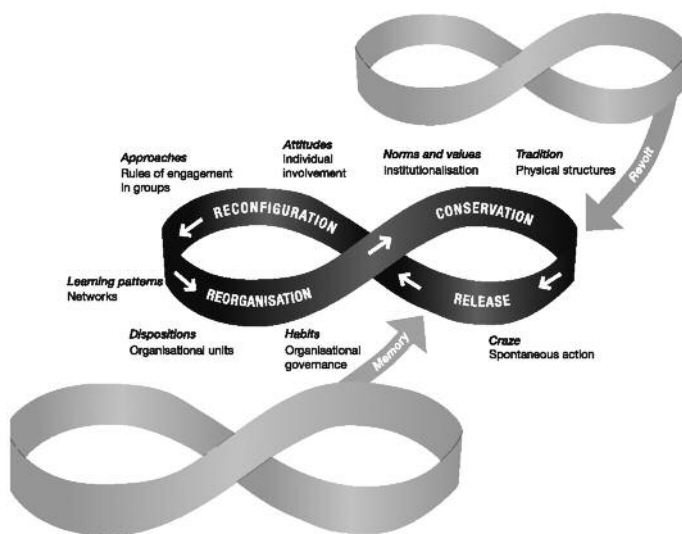 Attitudes
Individual
involvement
Norms and values
Institutionalisation
Tradition
Physical structures
Revolt
Approaches
Rules of engagement
in groups
RECONFIGURATION
CONSERVATION
Learning patterns
Networks
REORGANISATION
RELEASE
Dispositions
Organisational units
Habits
Organisational
governance
Memory
Craze
Spontaneous action